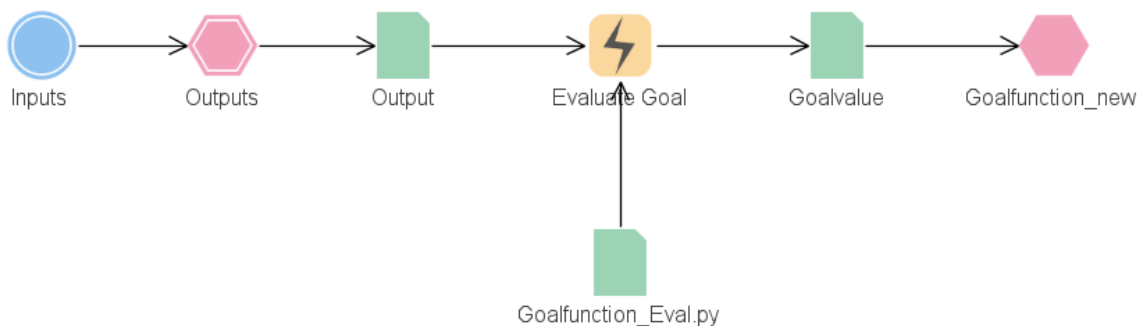 Inputs
Outputs
Output
Evaluate Goal
Goalvalue
Goalfunction_new
Goalfunction_Eval.py